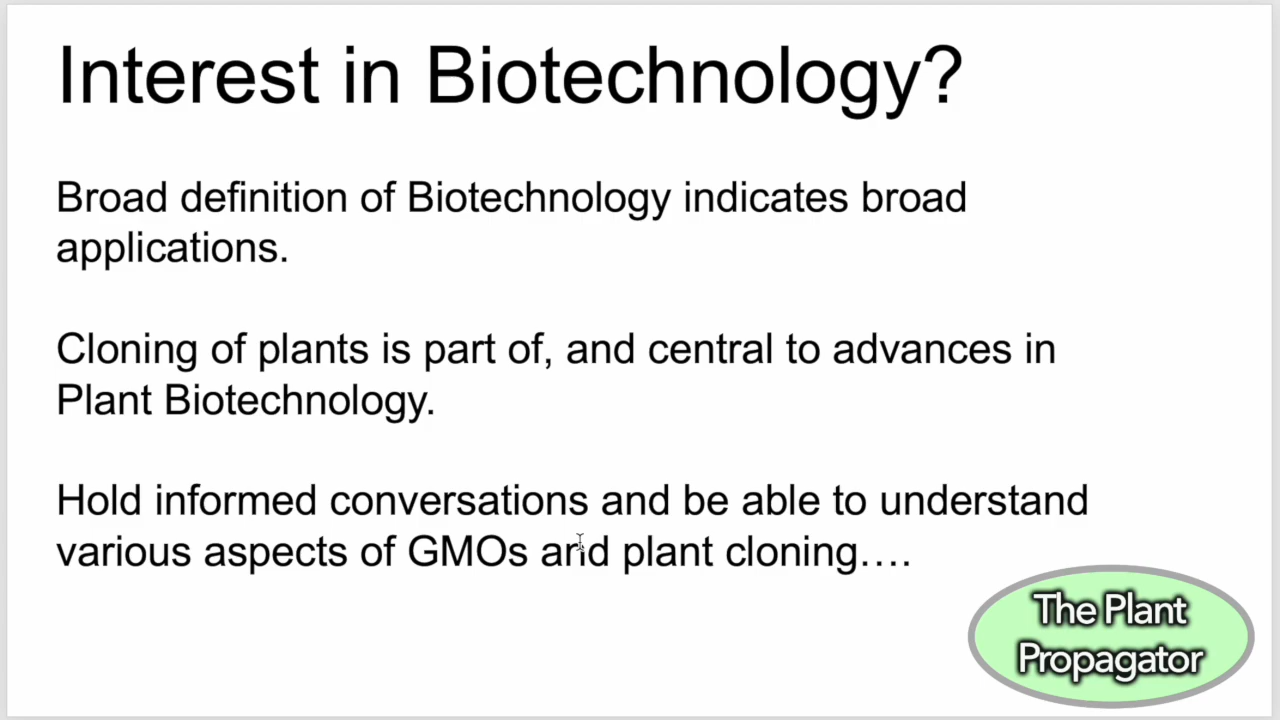 Interest in Biotechnology?
Broad definition of Biotechnology indicates broad
applications.
Cloning of plants is part of, and central to advances in
Plant Biotechnology.
Hold informed conversations and be able to understand
various aspects of GMOs and plant cloning….
The Plant
Propagator